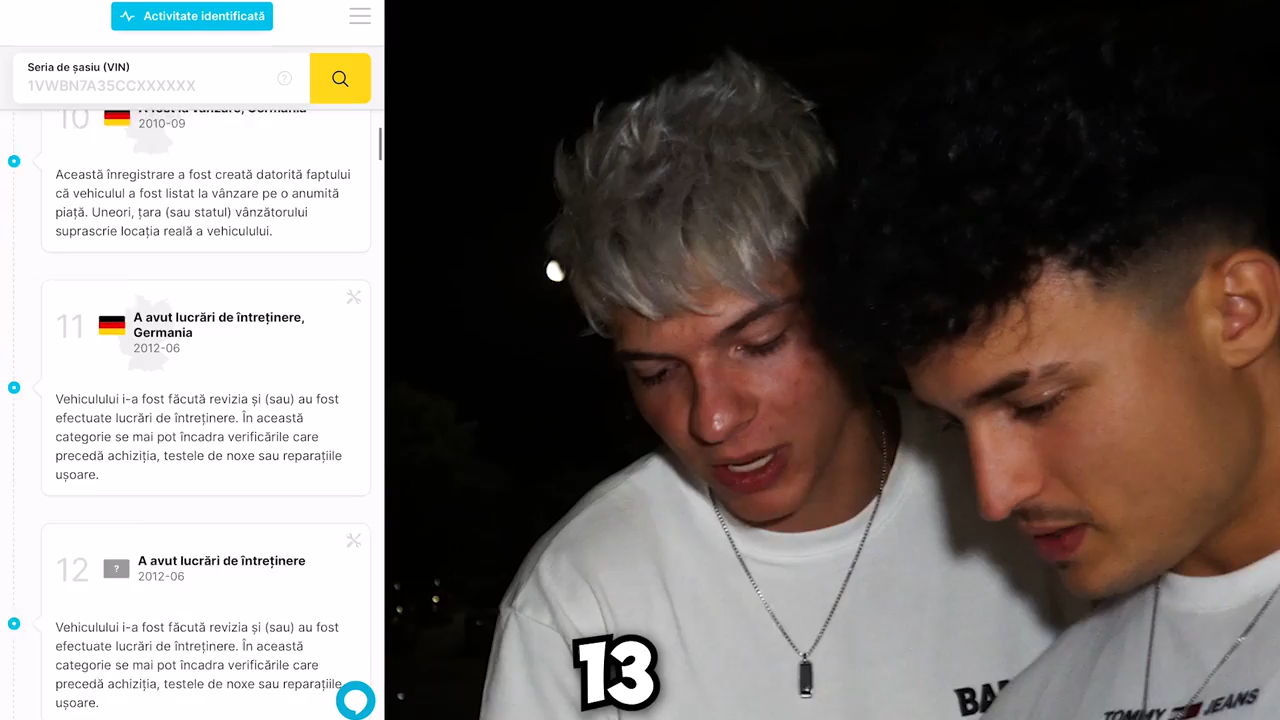 Activitate identificată
Seria de șasiu (VIN)
1VWBN7A35CCXXXXXX
?
10
A fost la vânzare, Germania
2010-09
Această înregistrare a fost creată datorită faptului
că vehiculul a fost listat la vânzare pe o anumită
piață. Uneori, țara (sau statul) vânzătorului
suprascrie locația reală a vehiculului.
11
A avut lucrări de întreținere,
Germania
2012-06
Vehiculului i-a fost făcută revizia și (sau) au fost
efectuate lucrări de întreținere. În această
categorie se mai pot încadra verificările care
precedă achiziția, testele de noxe sau reparațiile
ușoare.
12
?
A avut lucrări de întreținere
2012-06
Vehiculului i-a fost făcută revizia și (sau) au fost
efectuate lucrări de întreținere. În această
categorie se mai pot încadra verificările care
precedă achiziția, testele de noxe sau reparațiile
ușoare.
13
TOMMY JEANS